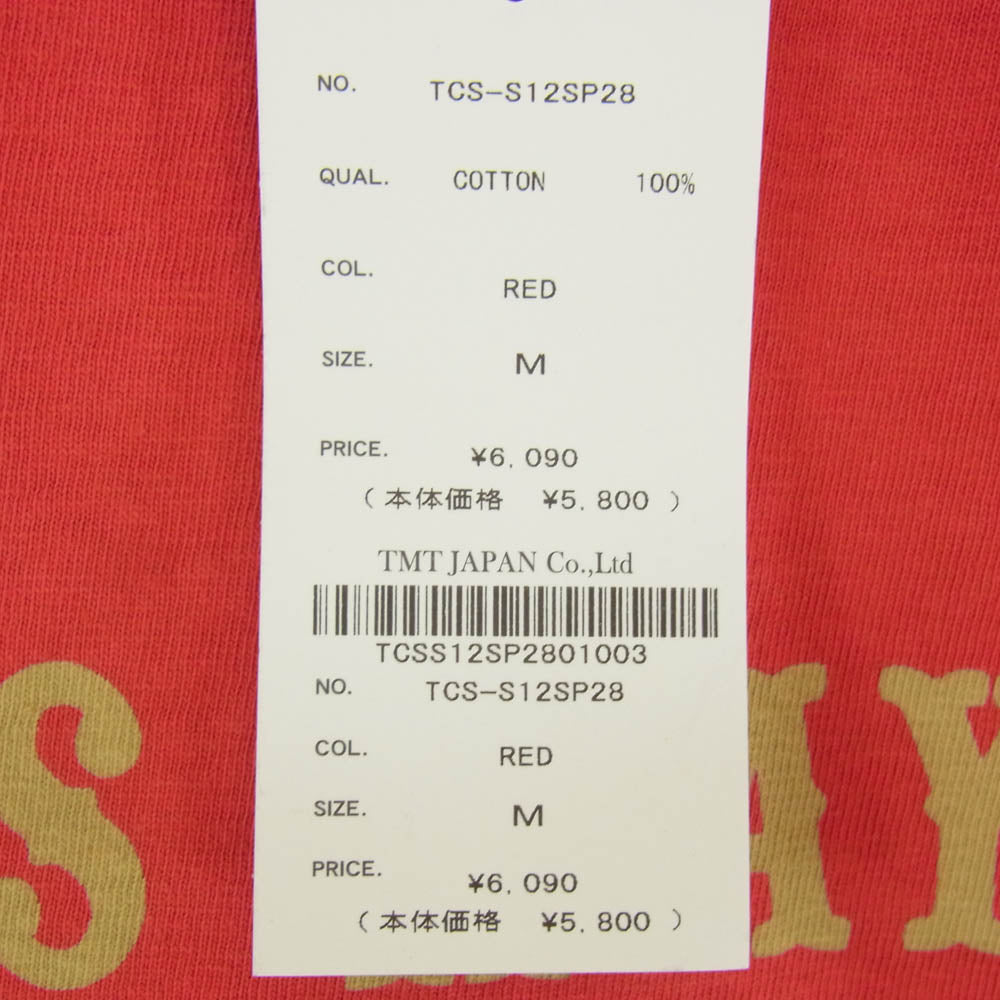 NO. TCS-S12SP28
QUAL. COTTON 100%
COL. RED
SIZE. M
PRICE. ¥6,090
(本体価格 ¥5,800)
TMT JAPAN Co.,Ltd
TCSS12SP2801003
NO. TCS-S12SP28
COL. RED
SIZE. M
PRICE. ¥6,090
(本体価格 ¥5,800)